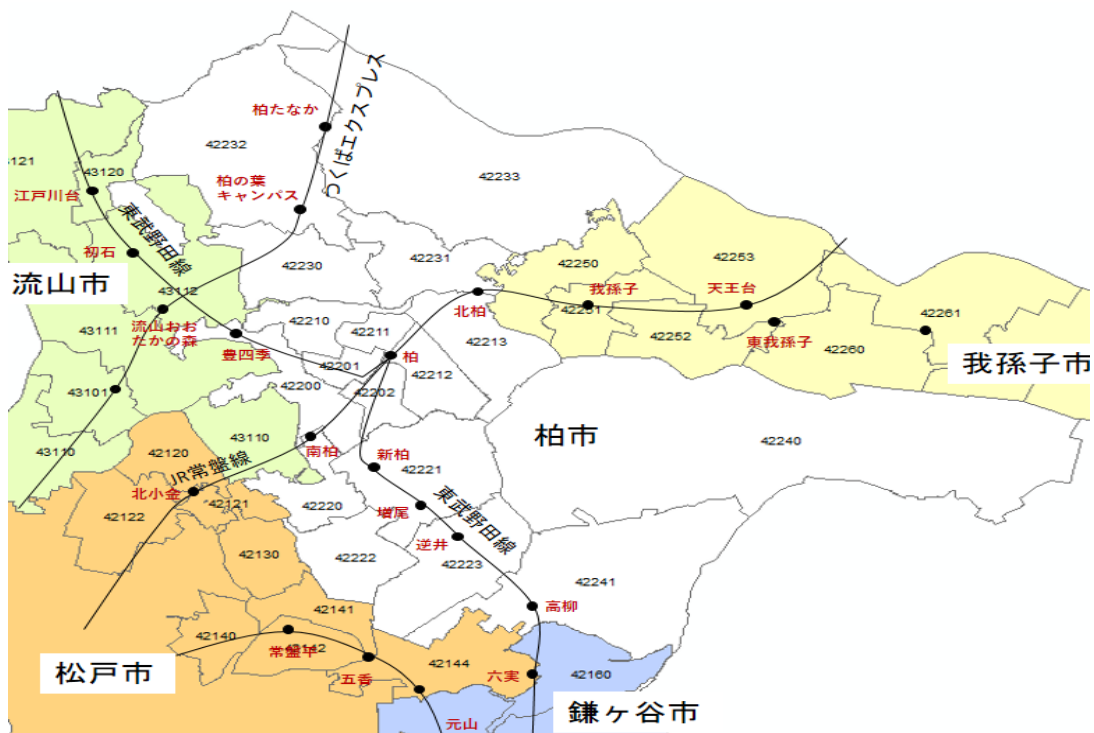 柏たなか
つくばエクスプレス
42232
3121
43120
柏の葉
キャンパス
42233
江戸川台
東武野田線
初石
42253
42231
42250
42230
流山市
43112
我孫子
天王台
北柏
42251
42261
42210
42211
流山おお
たかの森
43111
42213
42252
東我孫子
豊四季
42260
柏
42201
我孫子市
42200
42202
42212
43101
柏市
43110
43110
42240
南柏
42120
新柏
JR常盤線
42221
北小金
42121
42220
増尾
東武野田線
42122
逆井
42130
42222
42223
42241
高柳
42141
42140
42142
常盤平
42144
松戸市
五香
六実
42160
鎌ヶ谷市
元山